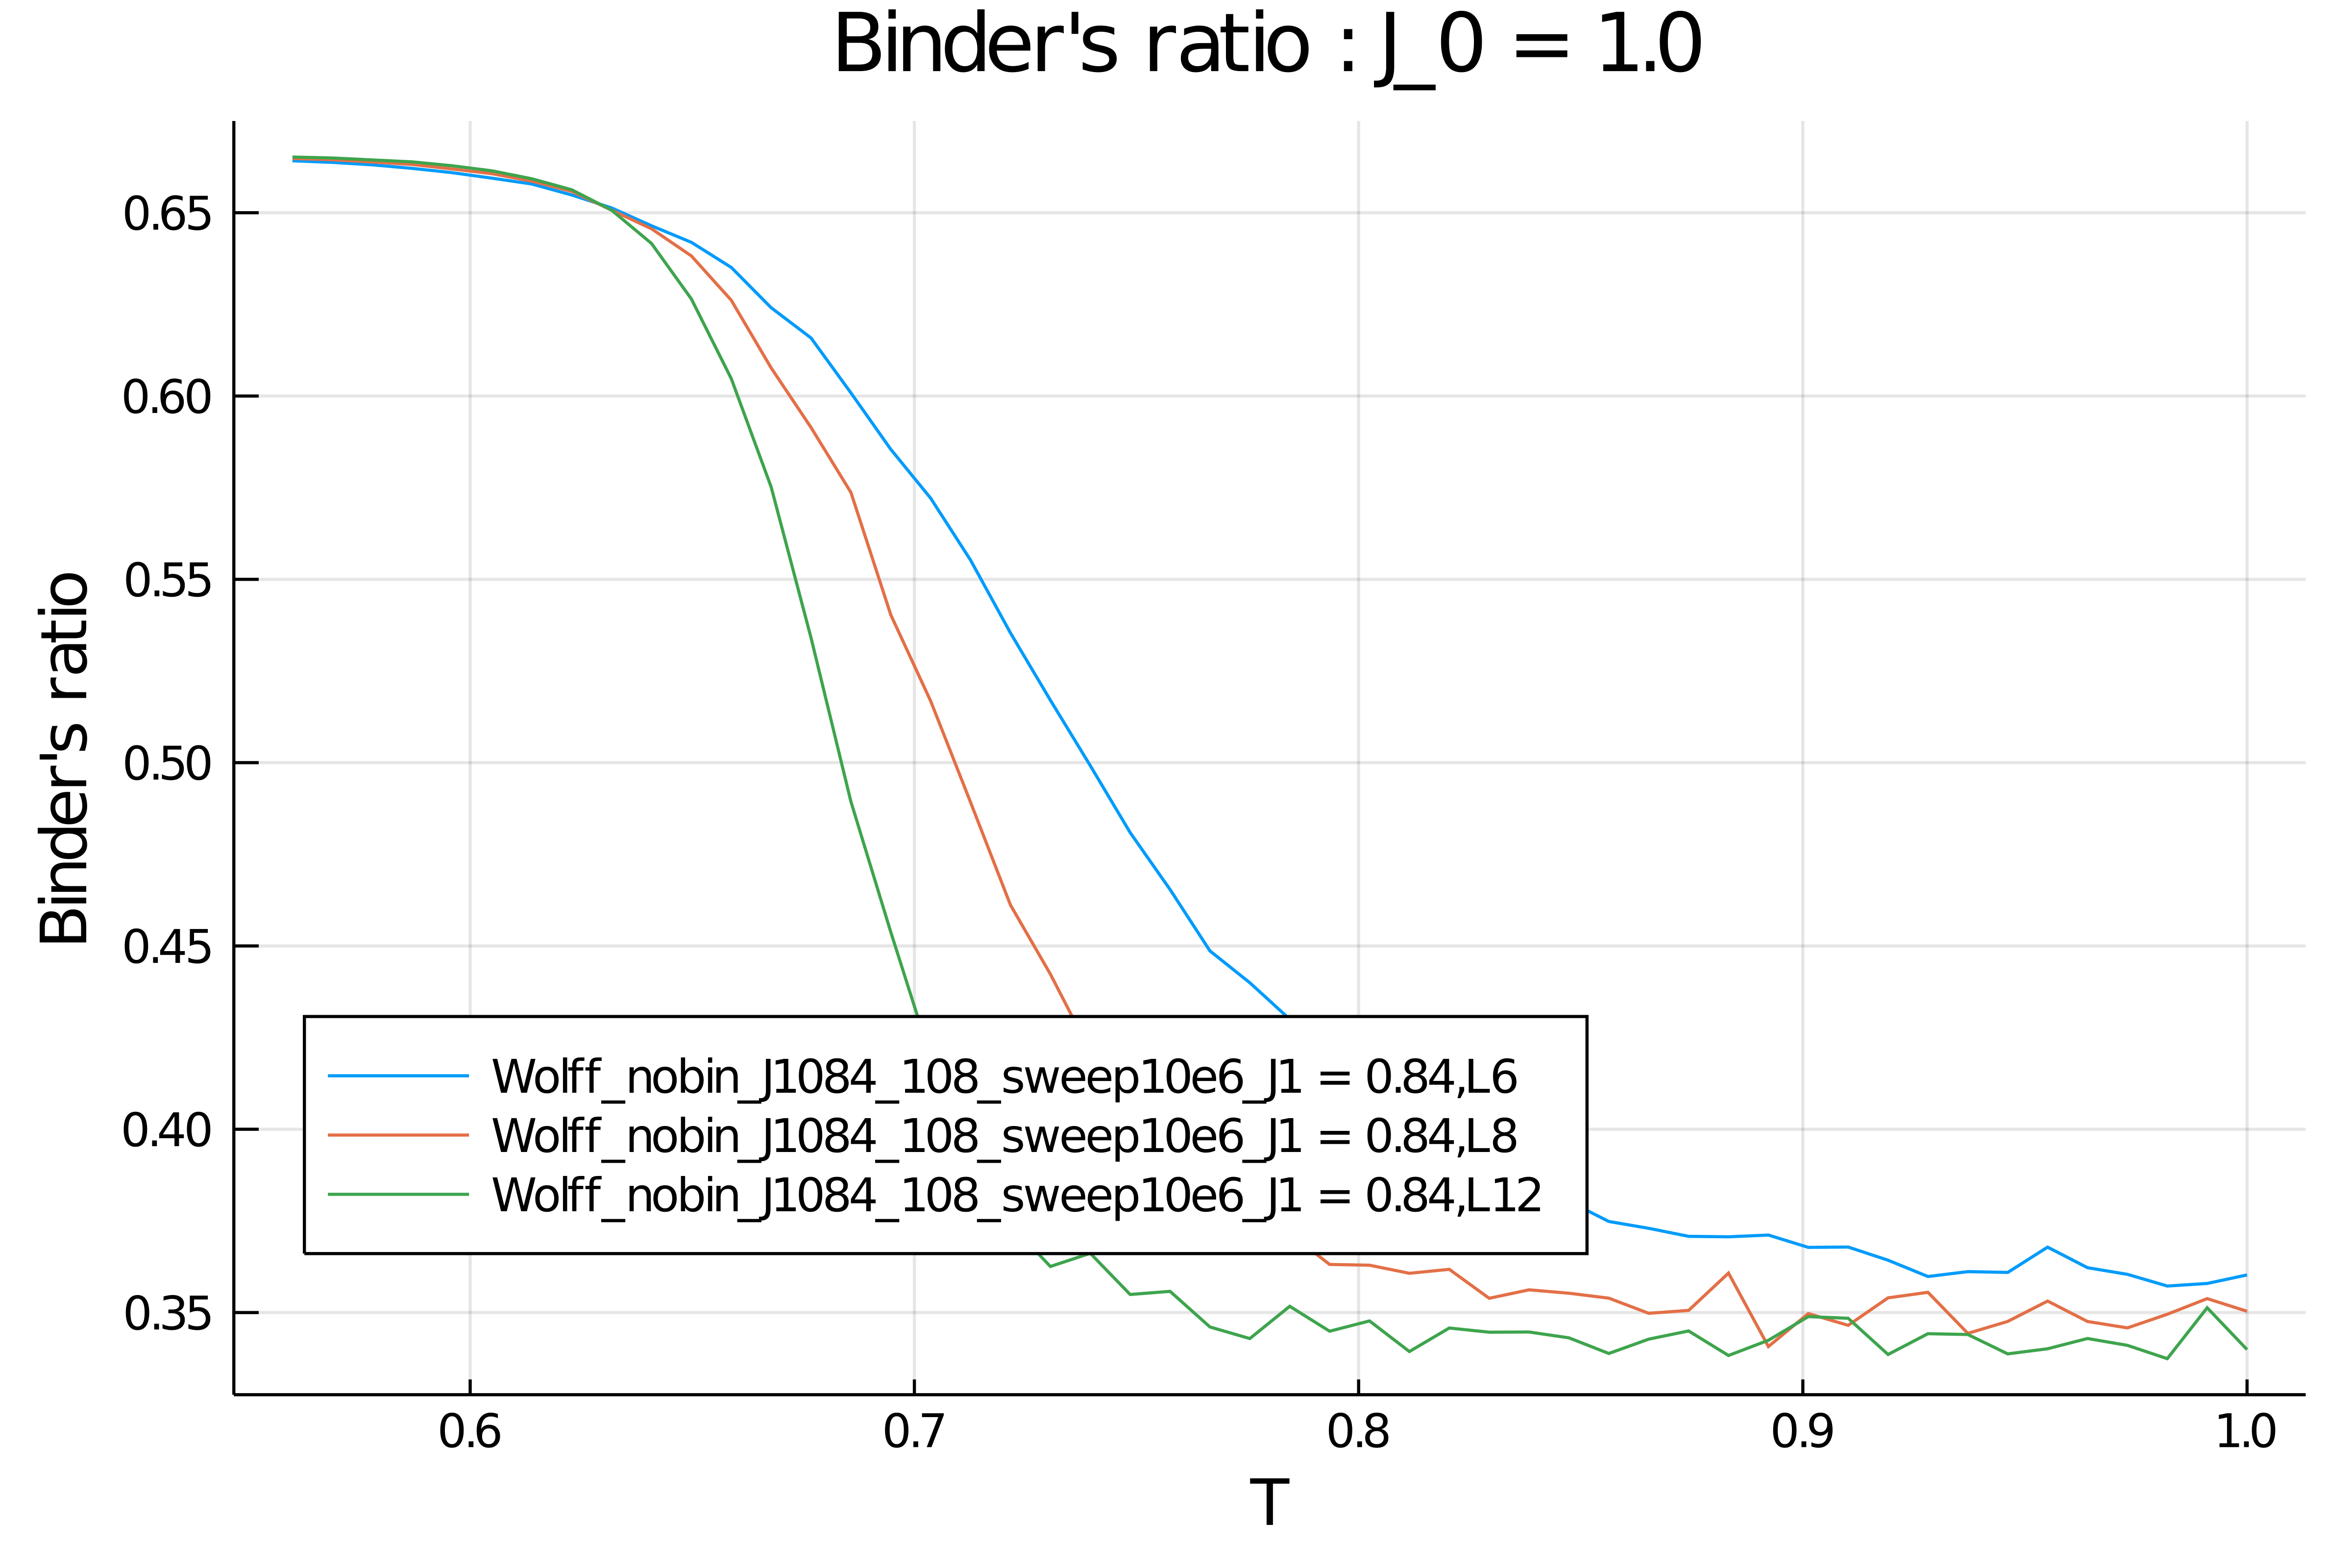 Binder's ratio : J_0 = 1.0
Binder's ratio
0.65
0.60
0.55
0.50
0.45
0.40
0.35
Wolff_nobin_J1084_108_sweep10e6_J1 = 0.84,L6
Wolff_nobin_J1084_108_sweep10e6_J1 = 0.84,L8
Wolff_nobin_J1084_108_sweep10e6_J1 = 0.84,L12
0.6 0.7 0.8 0.9 1.0
T